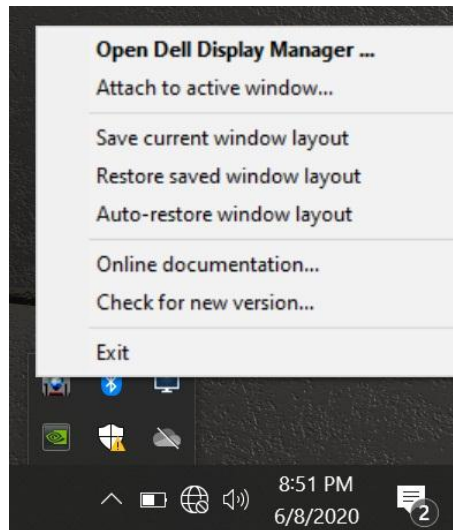 Open Dell Display Manager ...
Attach to active window...
Save current window layout
Restore saved window layout
Auto-restore window layout
Online documentation...
Check for new version...
Exit
8:51 PM
6/8/2020
2